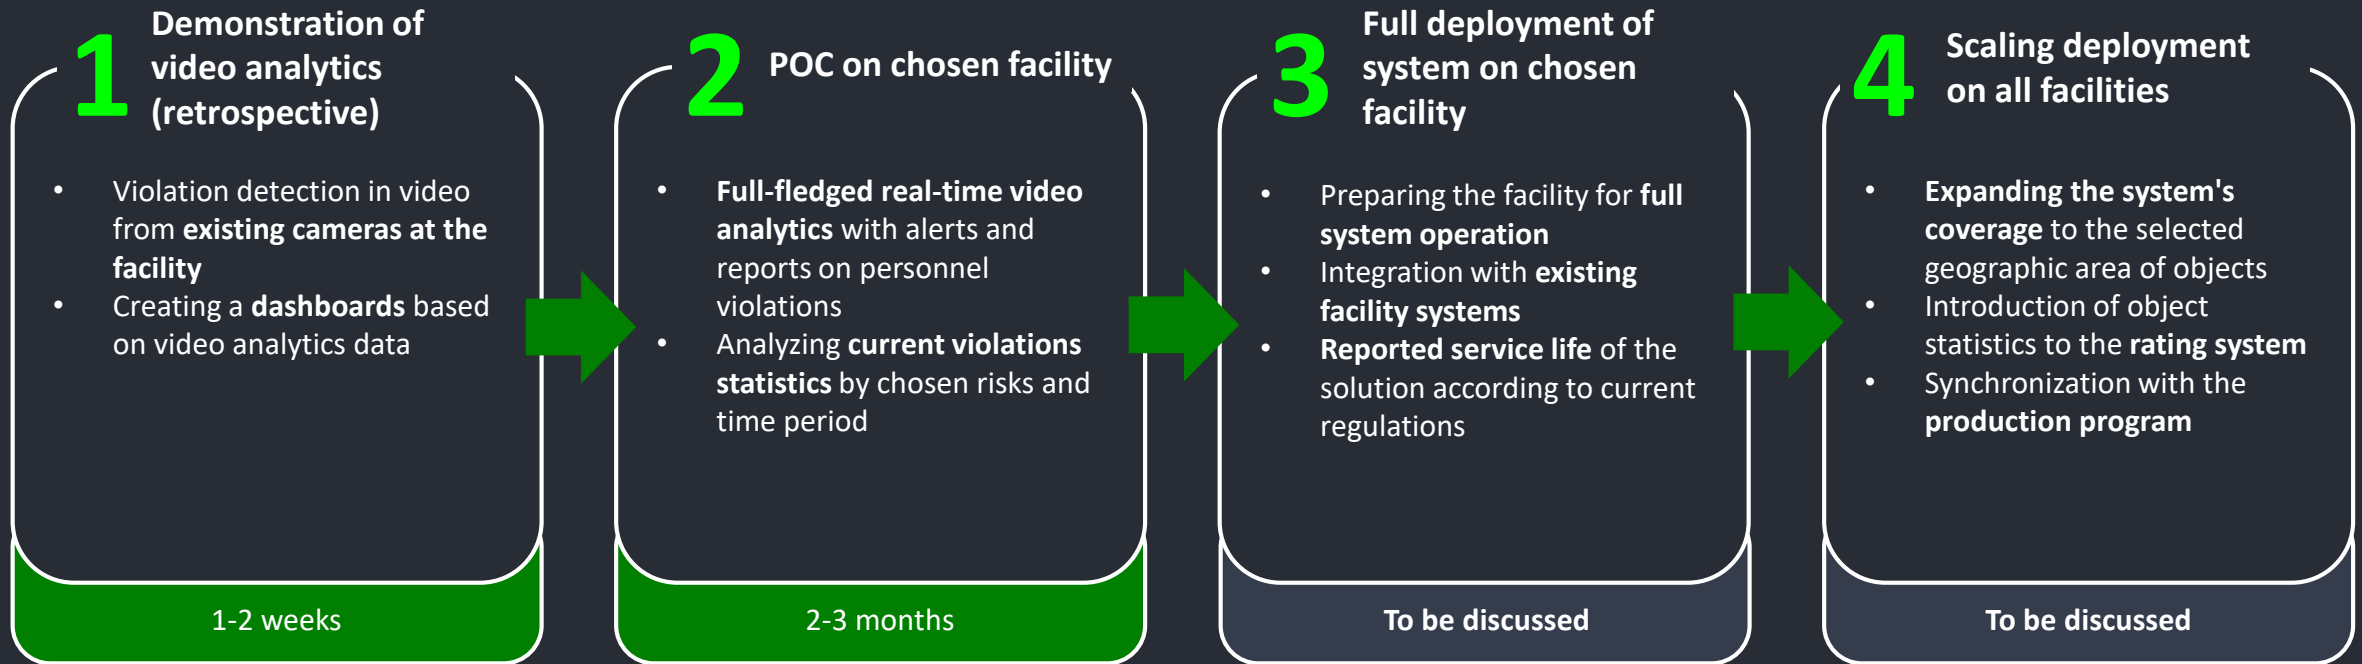 1
Demonstration of
video analytics
(retrospective)
• Violation detection in video
from existing cameras at the
facility
• Creating a dashboards based
on video analytics data
1-2 weeks
2
POC on chosen facility
• Full-fledged real-time video
analytics with alerts and
reports on personnel
violations
• Analyzing current violations
statistics by chosen risks and
time period
2-3 months
3
Full deployment of
system on chosen
facility
• Preparing the facility for full
system operation
• Integration with existing
facility systems
• Reported service life of the
solution according to current
regulations
To be discussed
4
Scaling deployment
on all facilities
• Expanding the system's
coverage to the selected
geographic area of objects
• Introduction of object
statistics to the rating system
• Synchronization with the
production program
To be discussed